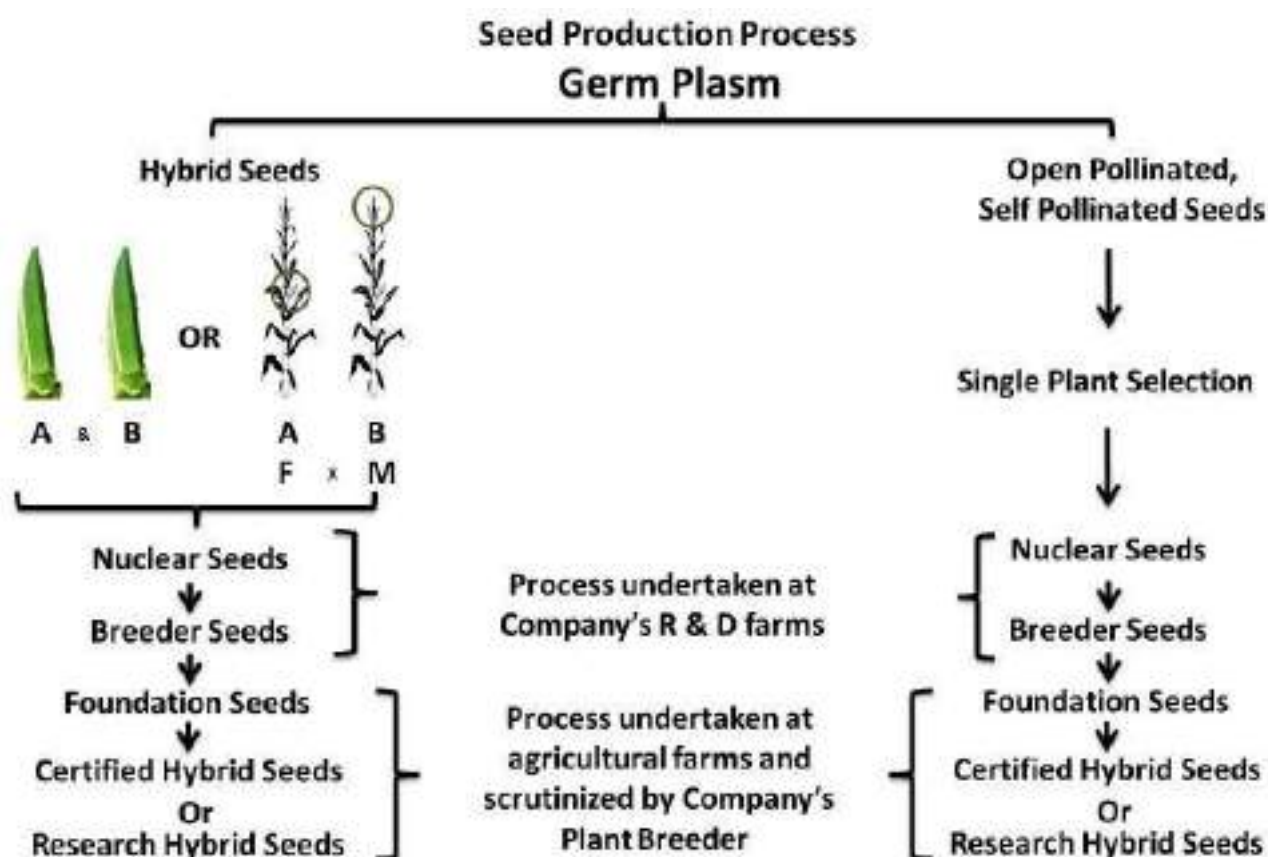 Seed Production Process
Germ Plasm
Hybrid Seeds
OR
A & B
A B
F x M
Nuclear Seeds
Breeder Seeds
Foundation Seeds
Certified Hybrid Seeds
Or
Research Hybrid Seeds
Process undertaken at
Company's R & D farms
Process undertaken at
agricultural farms and
scrutinized by Company's
Plant Breeder
Open Pollinated,
Self Pollinated Seeds
Single Plant Selection
Nuclear Seeds
Breeder Seeds
Foundation Seeds
Certified Hybrid Seeds
Or
Research Hybrid Seeds